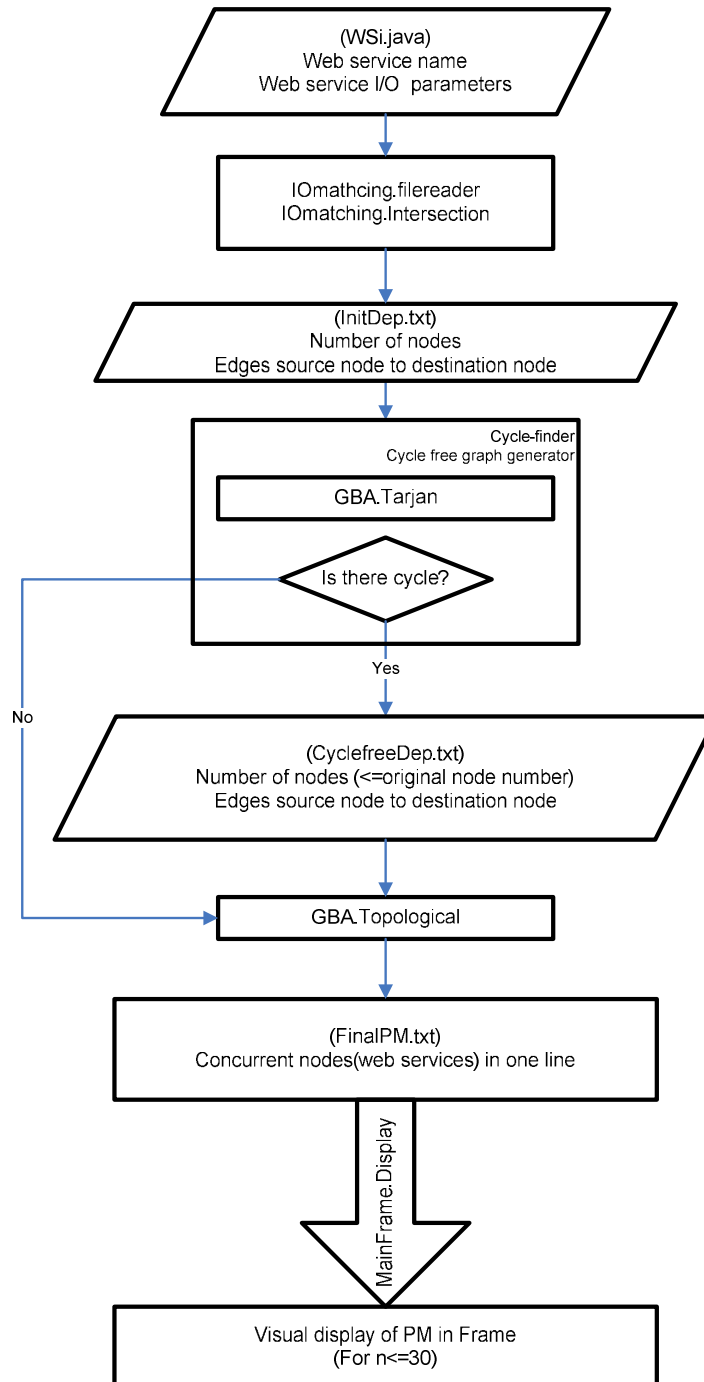 (WSi.java)
Web service name
Web service I/O parameters
IOmathcing.filereader
IOmatching.Intersection
(InitDep.txt)
Number of nodes
Edges source node to destination node
Cycle-finder
Cycle free graph generator
GBA.Tarjan
Is there cycle?
Yes
No
(CyclefreeDep.txt)
Number of nodes (<=original node number)
Edges source node to destination node
GBA.Topological
(FinalPM.txt)
Concurrent nodes(web services) in one line
MainFrame.Display
Visual display of PM in Frame
(For n<=30)